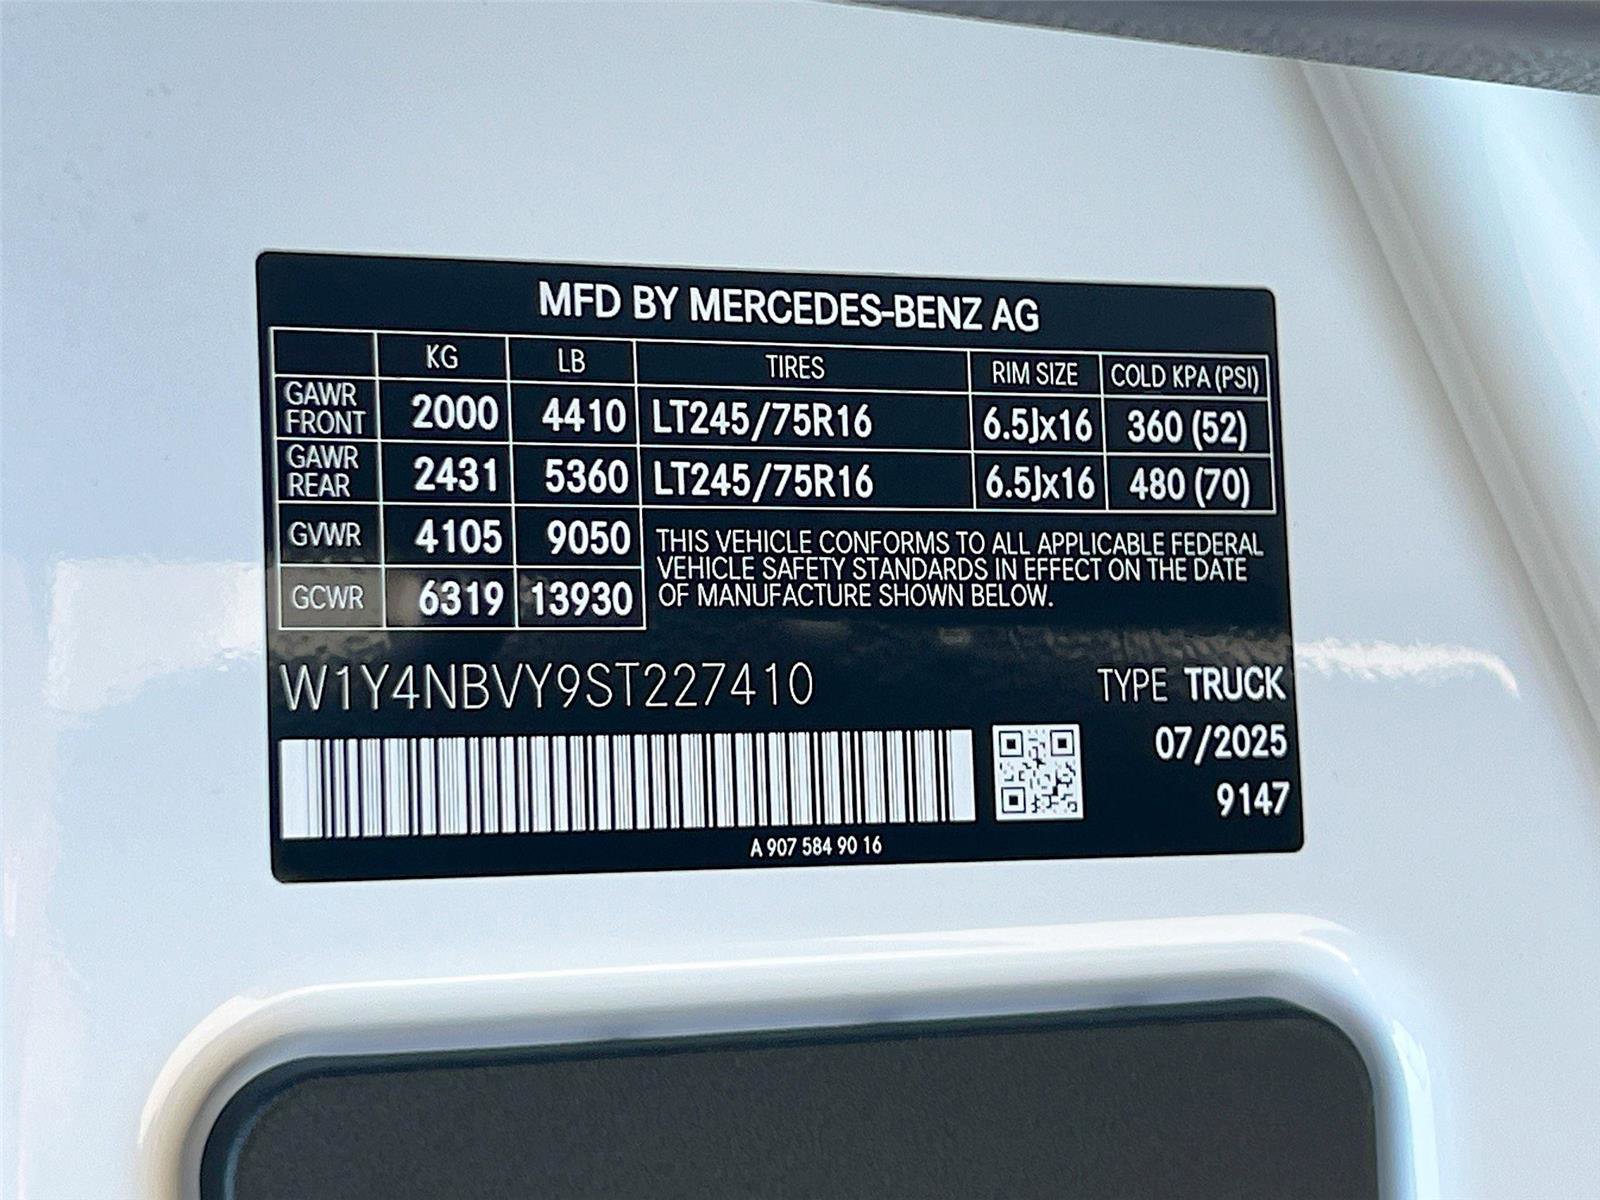 MFD BY MERCEDES-BENZ AG
KG LB TIRES RIM SIZE COLD KPA (PSI)
GAWR FRONT 2000 4410 LT245/75R16 6.5Jx16 360 (52)
GAWR REAR 2431 5360 LT245/75R16 6.5Jx16 480 (70)
GVWR 4105 9050
GCWR 6319 13930
THIS VEHICLE CONFORMS TO ALL APPLICABLE FEDERAL
VEHICLE SAFETY STANDARDS IN EFFECT ON THE DATE
OF MANUFACTURE SHOWN BELOW.
W1Y4NBVY9ST227410 TYPE TRUCK
07/2025
9147
A 907 584 90 16